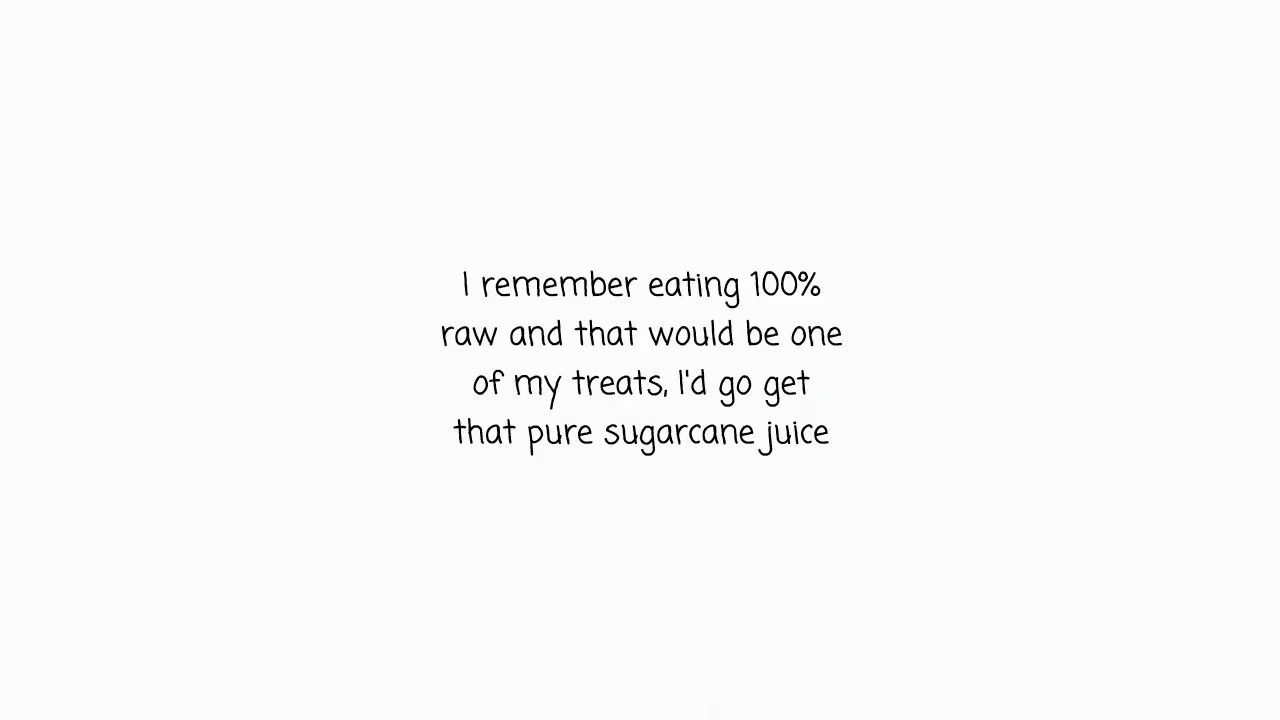 I remember eating 100%
raw and that would be one
of my treats, I'd go get
that pure sugarcane juice